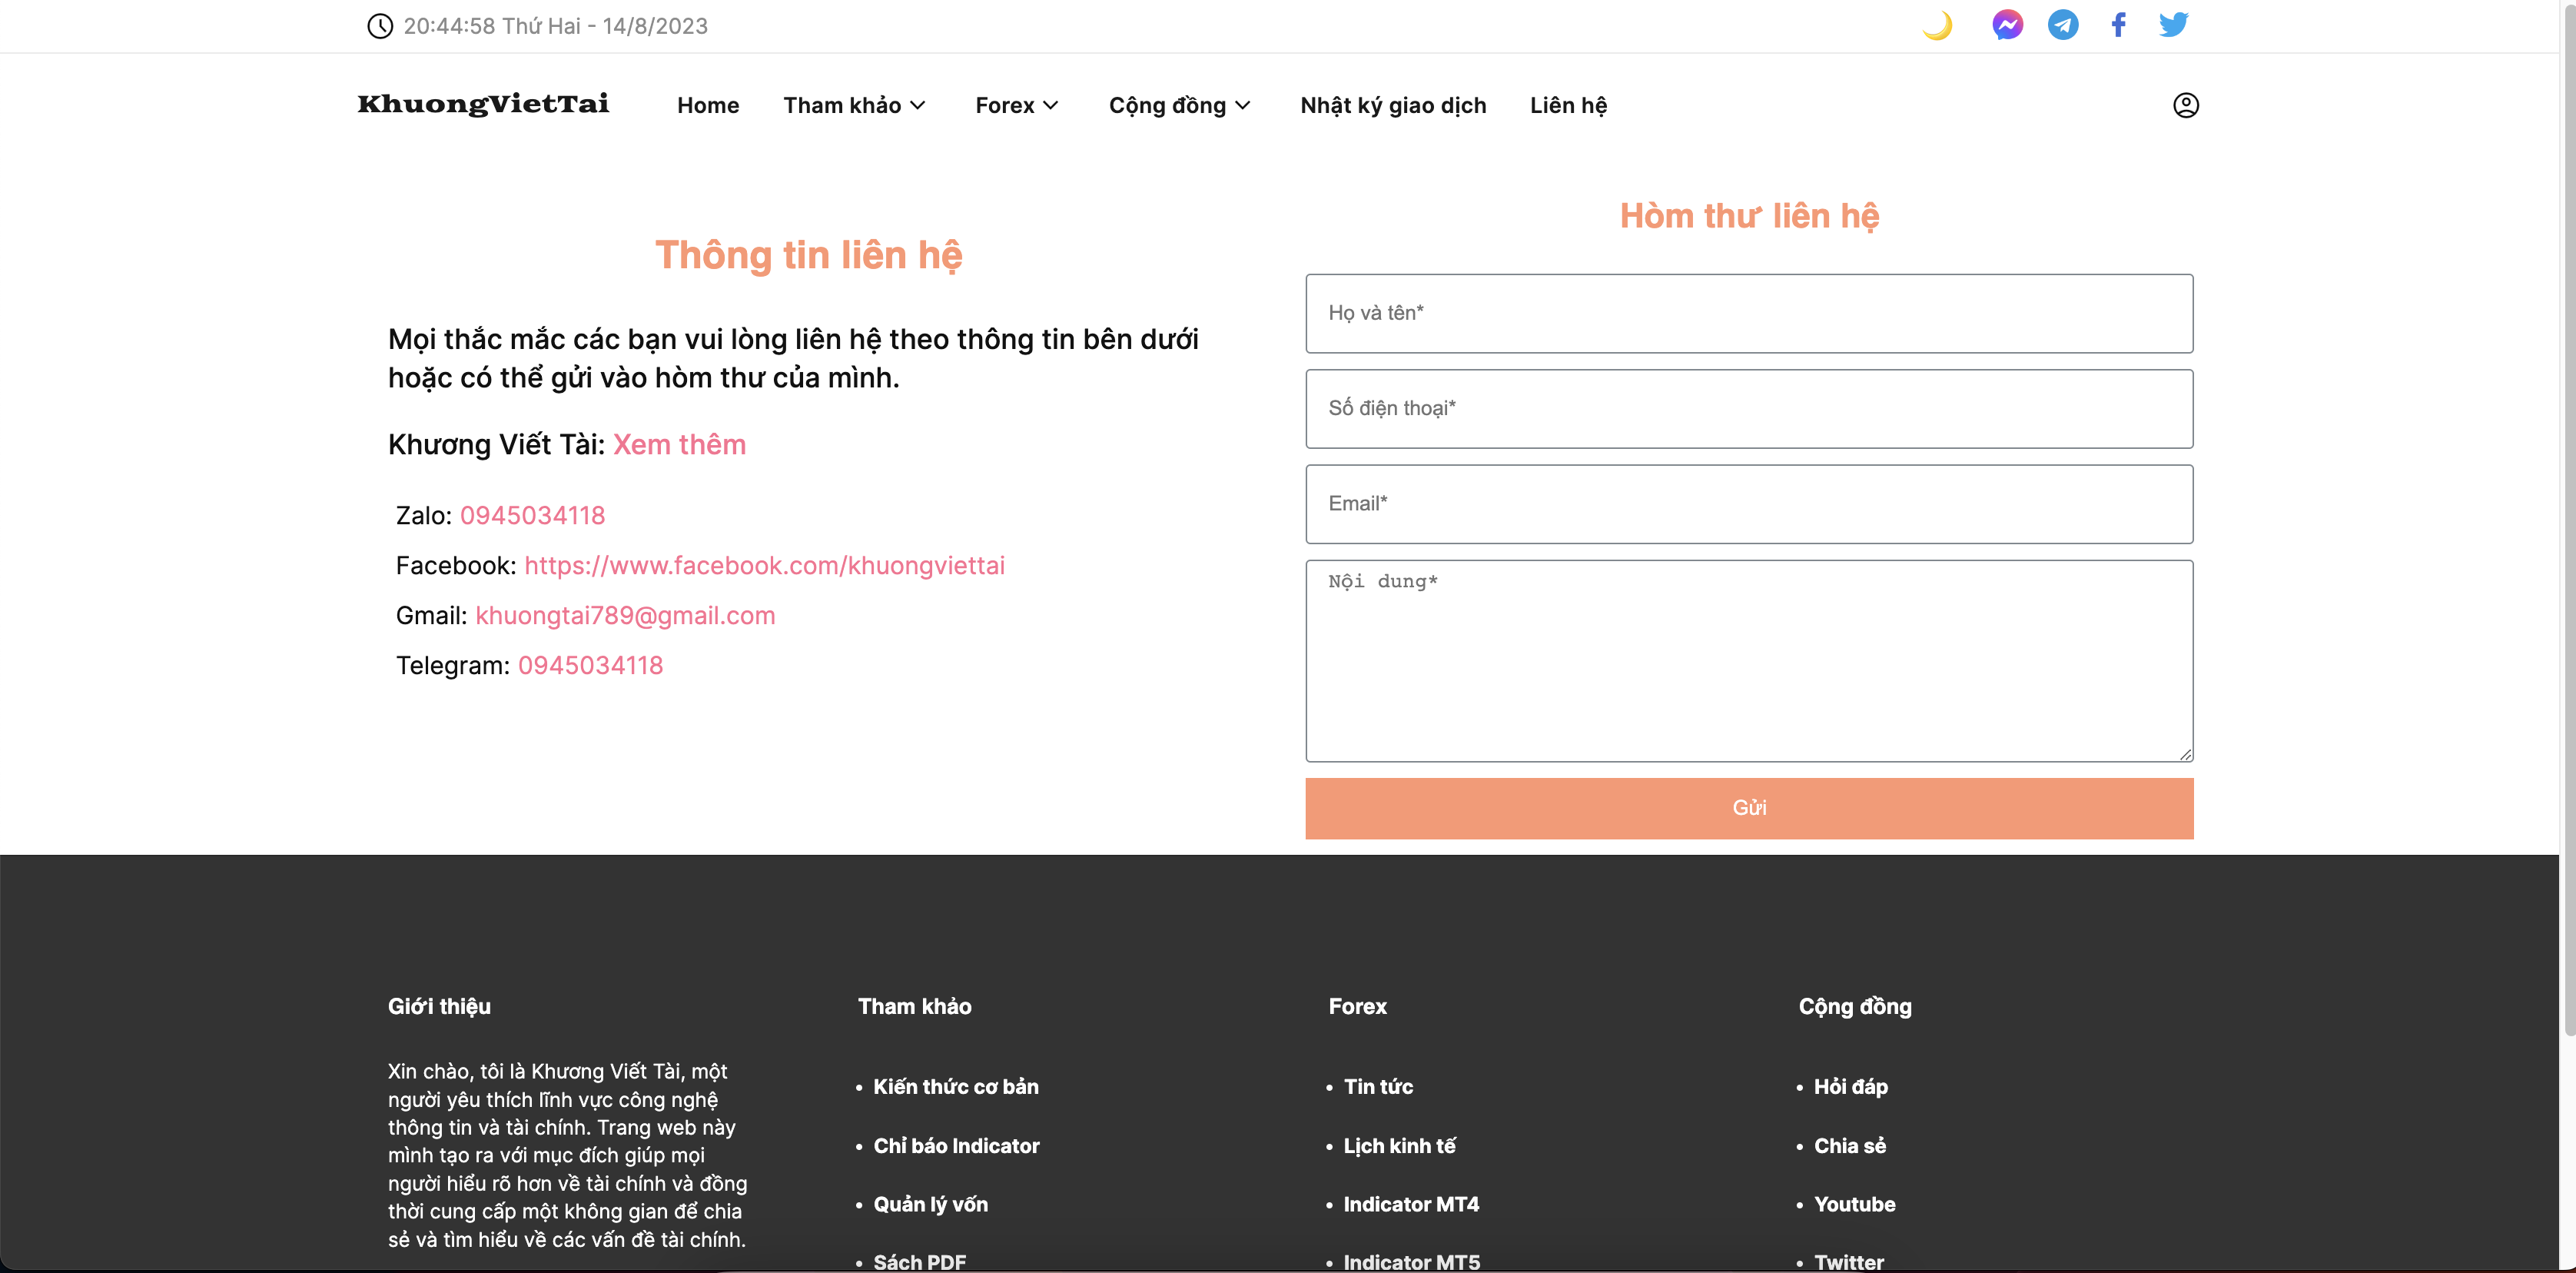 20:44:58 Thứ Hai - 14/8/2023
KhuongVietTai
Home
Tham khảo
Forex
Cộng đồng
Nhật ký giao dịch
Liên hệ
Thông tin liên hệ
Mọi thắc mắc các bạn vui lòng liên hệ theo thông tin bên dưới
hoặc có thể gửi vào hòm thư của mình.
Khương Viết Tài: Xem thêm
Zalo: 0945034118
Facebook: https://www.facebook.com/khuongviettai
Gmail: khuongtai789@gmail.com
Telegram: 0945034118
Hòm thư liên hệ
Họ và tên*
Số điện thoại*
Email*
Nội dung*
Gửi
Giới thiệu
Xin chào, tôi là Khương Viết Tài, một
người yêu thích lĩnh vực công nghệ
thông tin và tài chính. Trang web này
mình tạo ra với mục đích giúp mọi
người hiểu rõ hơn về tài chính và đồng
thời cung cấp một không gian để chia
sẻ và tìm hiểu về các vấn đề tài chính.
Tham khảo
• Kiến thức cơ bản
• Chỉ báo Indicator
• Quản lý vốn
• Sách PDF
Forex
• Tin tức
• Lịch kinh tế
• Indicator MT4
• Indicator MT5
Cộng đồng
• Hỏi đáp
• Chia sẻ
• Youtube
• Twitter